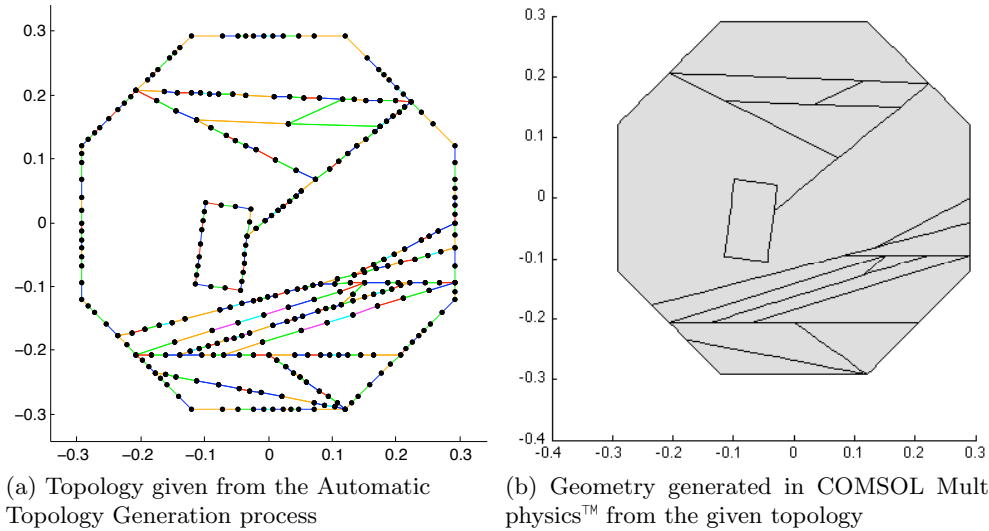 0.3
0.2
0.1
0
−0.1
−0.2
−0.3
−0.3 −0.2 −0.1 0 0.1 0.2 0.3
0.3
0.2
0.1
0
-0.1
-0.2
-0.3
-0.4
-0.4 -0.3 -0.2 -0.1 0 0.1 0.2 0.3
(a) Topology given from the Automatic
Topology Generation process
(b) Geometry generated in COMSOL Mult
physics™ from the given topology